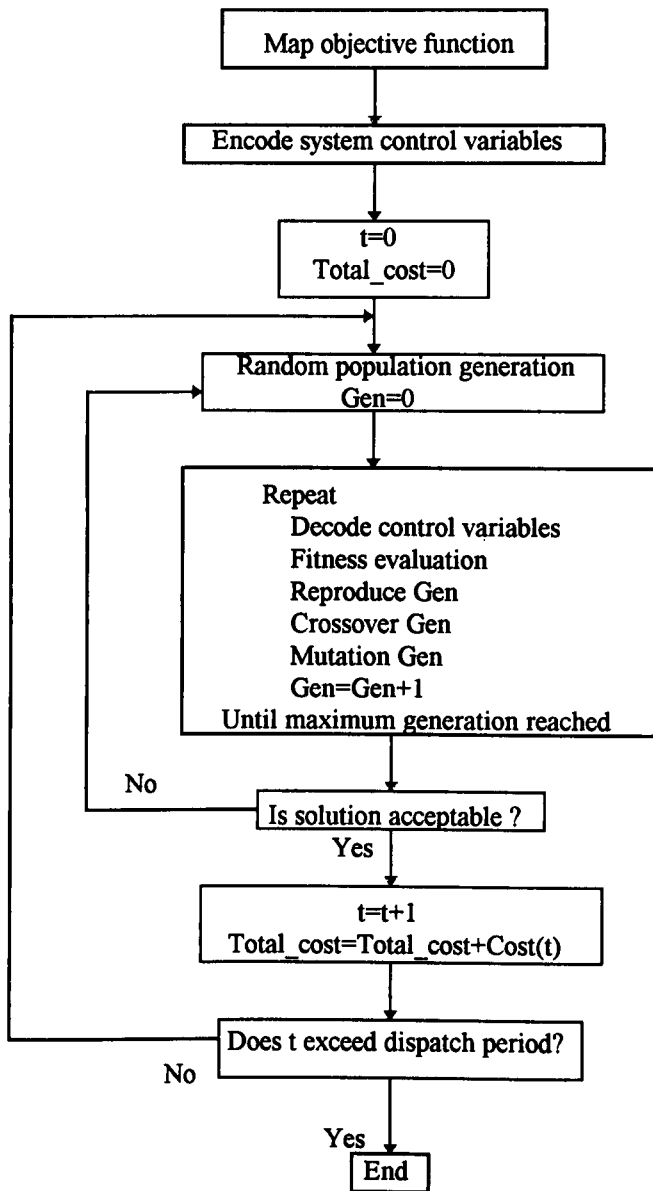 Map objective function
Encode system control variables
t=0
Total_cost=0
Random population generation
Gen=0
Repeat
Decode control variables
Fitness evaluation
Reproduce Gen
Crossover Gen
Mutation Gen
Gen=Gen+1
Until maximum generation reached
No
Is solution acceptable ?
Yes
t=t+1
Total_cost=Total_cost+Cost(t)
Does t exceed dispatch period?
No
Yes
End